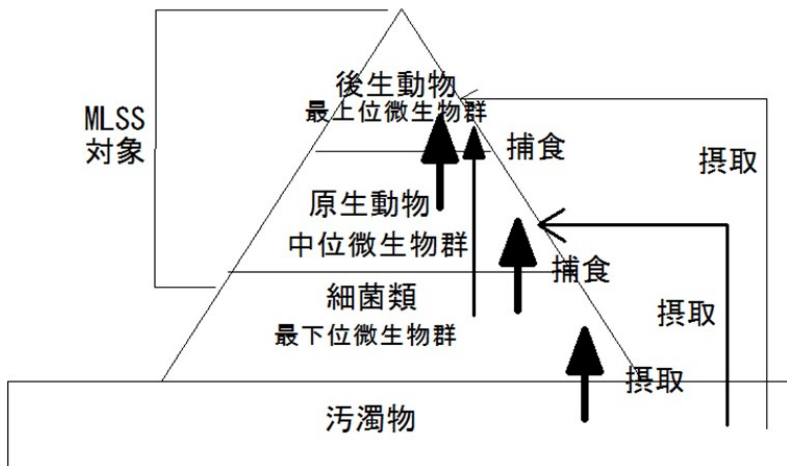 後生動物
最上位微生物群
MLSS
対象
捕食
摂取
原生動物
中位微生物群
捕食
細菌類
最下位微生物群
摂取
摂取
汚濁物